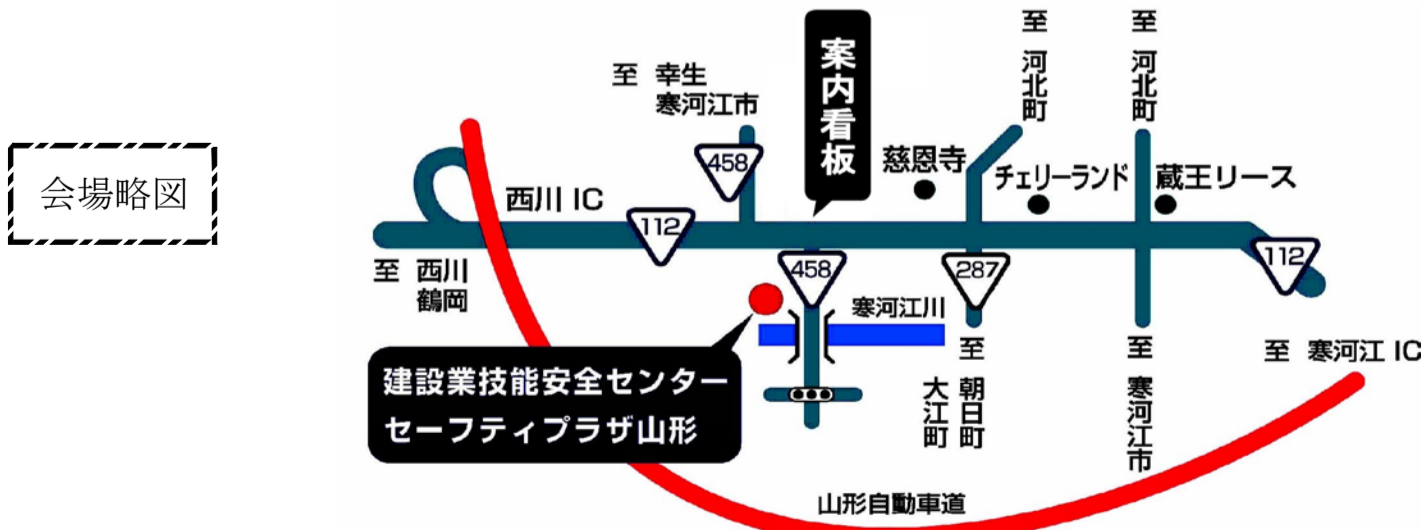 会場略図
至 幸生
寒河江市
案内看板
至 河北町
至 河北町
458
慈恩寺
チェリーランド
蔵王リース
西川 IC
112
458
287
112
至 西川
鶴岡
寒河江川
建設業技能安全センター
セーフティプラザ山形
至 朝日町
大江町
至 寒河江市
至 寒河江 IC
山形自動車道